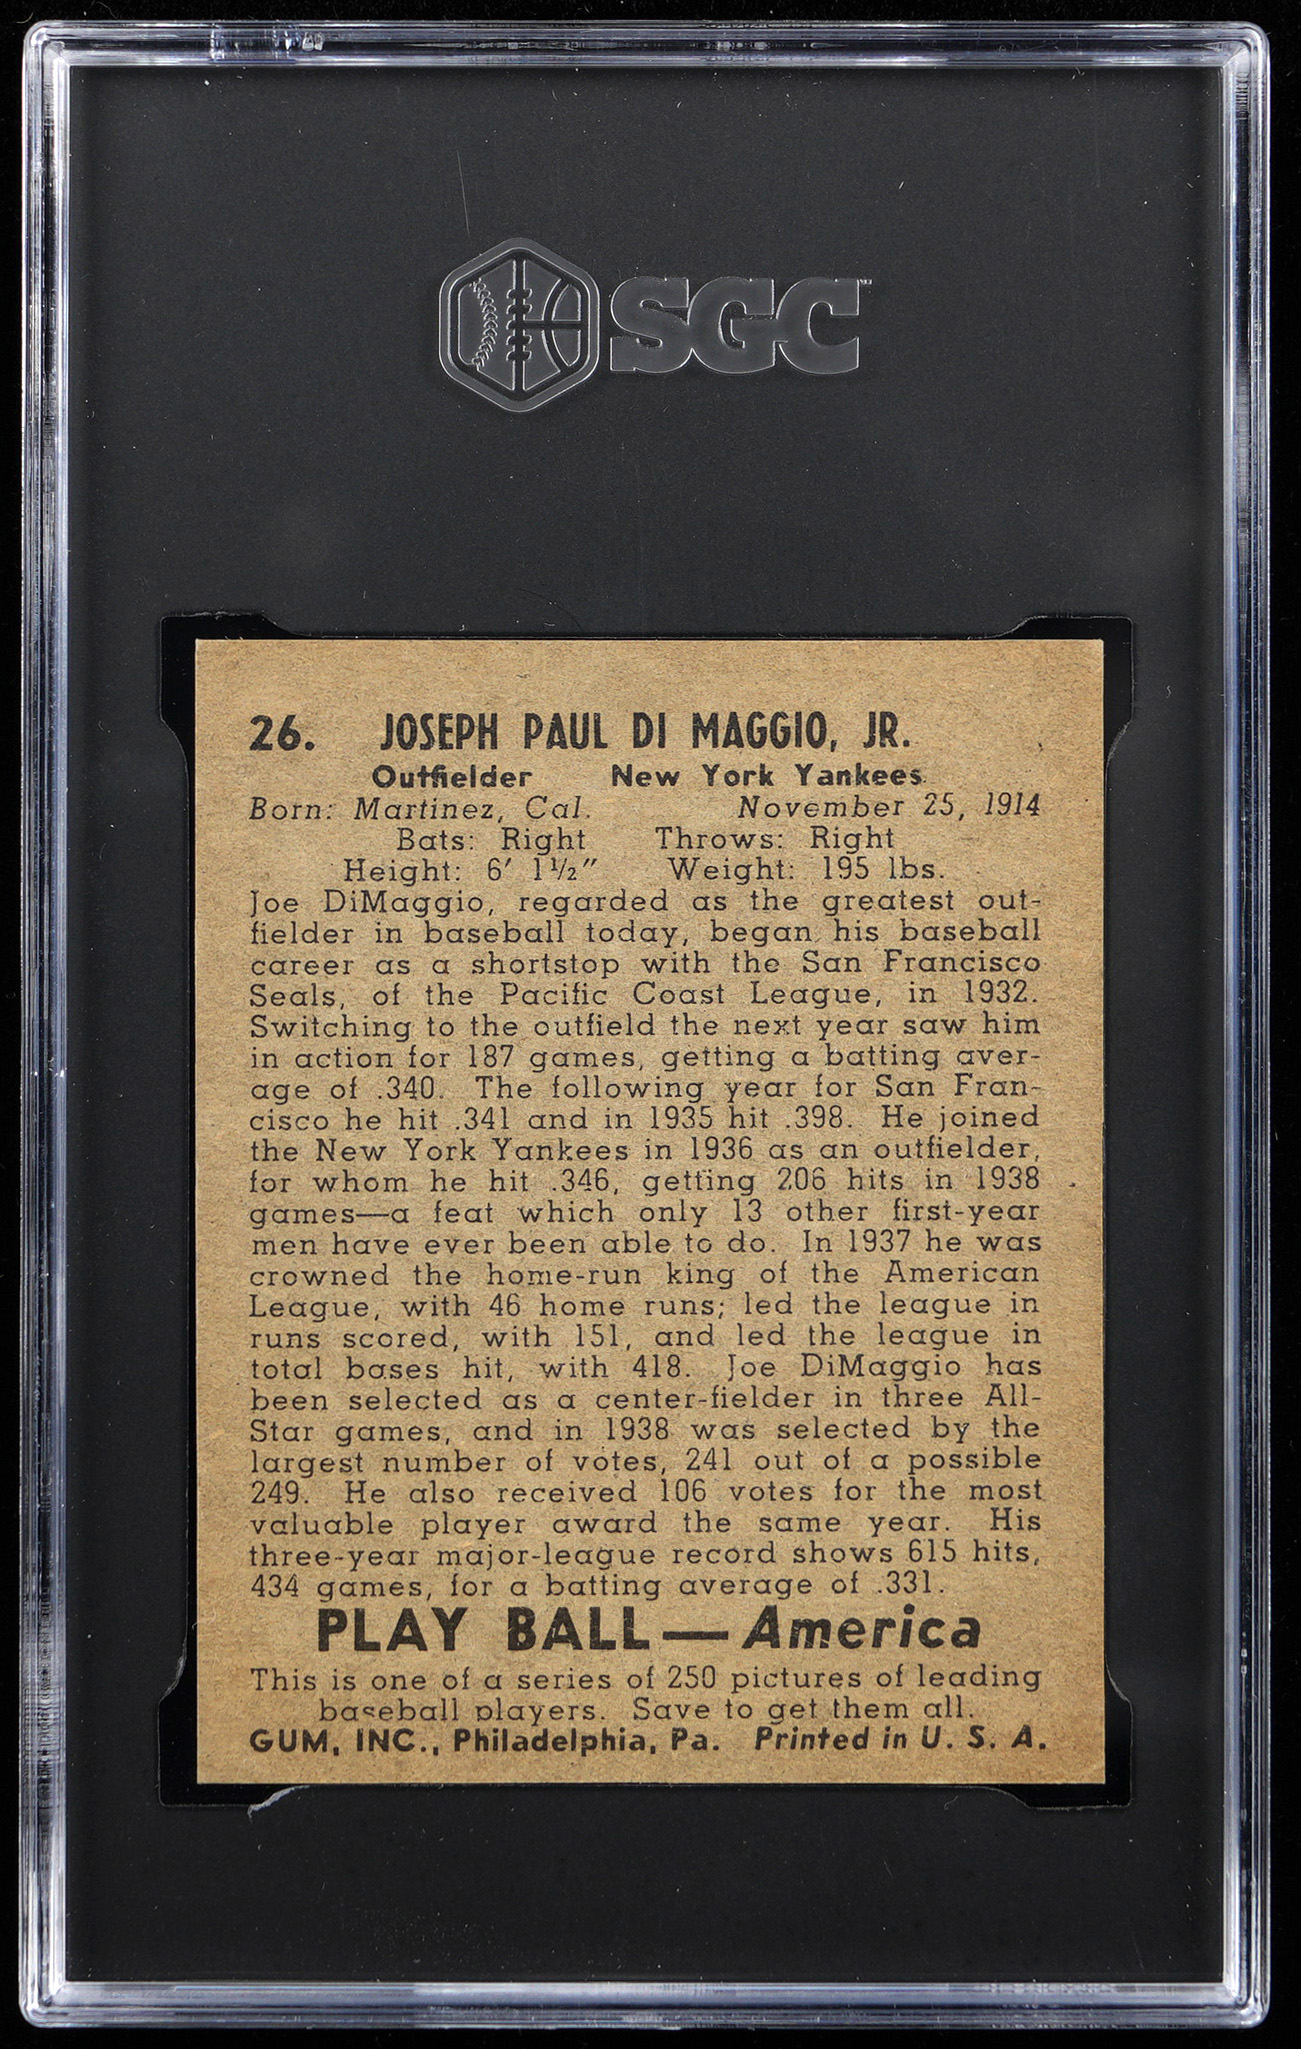 SGC™
26. JOSEPH PAUL DI MAGGIO, JR.
Outfielder New York Yankees
Born: Martinez, Cal. November 25, 1914
Bats: Right Throws: Right
Height: 6′ 1½″ Weight: 195 lbs.
Joe DiMaggio, regarded as the greatest out-
fielder in baseball today, began his baseball
career as a shortstop with the San Francisco
Seals, of the Pacific Coast League, in 1932.
Switching to the outfield the next year saw him
in action for 187 games, getting a batting aver-
age of .340. The following year for San Fran-
cisco he hit .341 and in 1935 hit .398. He joined
the New York Yankees in 1936 as an outfielder,
for whom he hit .346, getting 206 hits in 1938
games—a feat which only 13 other first-year
men have ever been able to do. In 1937 he was
crowned the home-run king of the American
League, with 46 home runs; led the league in
runs scored, with 151, and led the league in
total bases hit, with 418. Joe DiMaggio has
been selected as a center-fielder in three All-
Star games, and in 1938 was selected by the
largest number of votes, 241 out of a possible
249. He also received 106 votes for the most
valuable player award the same year. His
three-year major-league record shows 615 hits,
434 games, for a batting average of .331.
PLAY BALL—America
This is one of a series of 250 pictures of leading
baseball players. Save to get them all.
GUM, INC., Philadelphia, Pa. Printed in U. S. A.